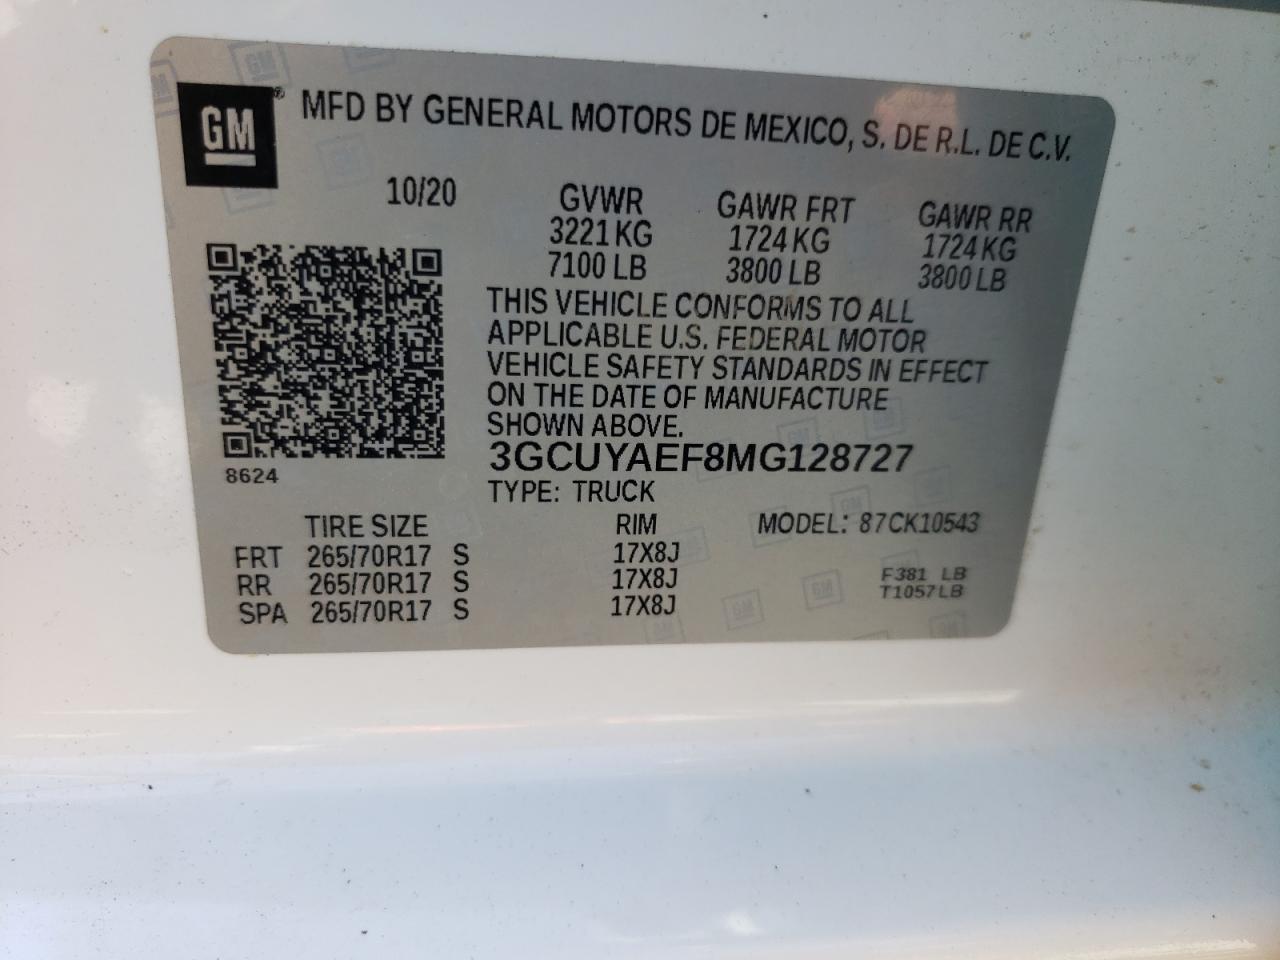 GM® MFD BY GENERAL MOTORS DE MEXICO, S. DE R.L. DE C.V.
10/20 GVWR GAWR FRT GAWR RR
3221 KG 1724 KG 1724 KG
7100 LB 3800 LB 3800 LB
THIS VEHICLE CONFORMS TO ALL
APPLICABLE U.S. FEDERAL MOTOR
VEHICLE SAFETY STANDARDS IN EFFECT
ON THE DATE OF MANUFACTURE
SHOWN ABOVE.
3GCUYAEF8MG128727
8624
TYPE: TRUCK
TIRE SIZE RIM MODEL: 87CK10543
FRT 265/70R17 S 17X8J
RR 265/70R17 S 17X8J F381 LB
SPA 265/70R17 S 17X8J T1057LB